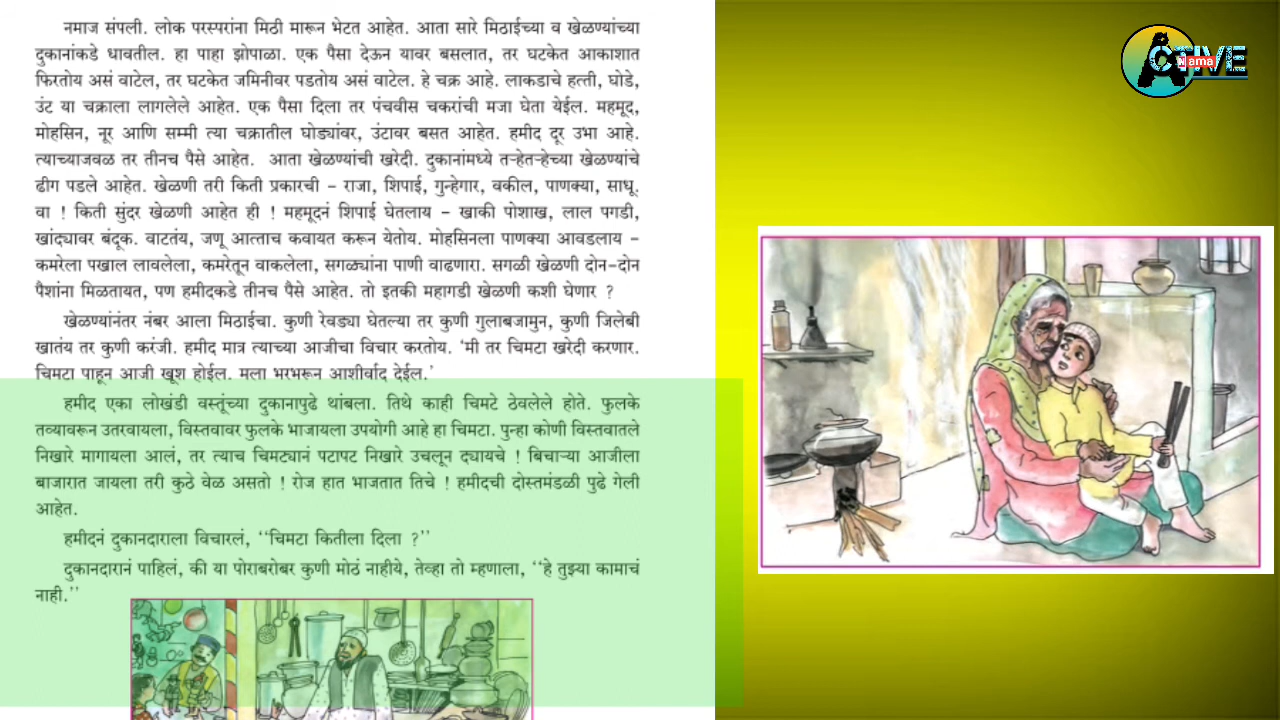 नमाज संपली. लोक परस्परांना मिठी मारून भेटत आहेत. आता सारे मिठाईच्या व खेळण्यांच्या
दुकानांकडे धावतील. हा पाहा झोपाळा. एक पैसा देऊन यावर बसलात, तर घटकेत आकाशात
फिरतोय असं वाटेल, तर घटकेत जमिनीवर पडतोय असं वाटेल. हे चक्र आहे. लाकडाचे हत्ती, घोडे,
उंट या चक्राला लागलेले आहेत. एक पैसा दिला तर पंचवीस चकरांची मजा घेता येईल. महमूद,
मोहसिन, नूर आणि सम्मी त्या चक्रातील घोड्यांवर, उंटावर बसत आहेत. हमीद दूर उभा आहे.
त्याच्याजवळ तर तीनच पैसे आहेत. आता खेळण्यांची खरेदी. दुकानांमध्ये तऱ्हेतऱ्हेच्या खेळण्यांचे
ढीग पडले आहेत. खेळणी तरी किती प्रकारची – राजा, शिपाई, गुन्हेगार, वकील, पाणक्या, साधू.
वा ! किती सुंदर खेळणी आहेत ही ! महमूदनं शिपाई घेतलाय – खाकी पोशाख, लाल पगडी,
खांद्यावर बंदूक. वाटतंय, जणू आत्ताच कवायत करून येतोय. मोहसिनला पाणक्या आवडलाय –
कमरेला पखाल लावलेला, कमरेतून वाकलेला, सगळ्यांना पाणी वाढणारा. सगळी खेळणी दोन-दोन
पैशांना मिळतायत, पण हमीदकडे तीनच पैसे आहेत. तो इतकी महागडी खेळणी कशी घेणार ?
खेळण्यांनंतर नंबर आला मिठाईचा. कुणी रेवड्या घेतल्या तर कुणी गुलाबजामुन, कुणी जिलेबी
खातंय तर कुणी करंजी. हमीद मात्र त्याच्या आजीचा विचार करतोय. ‘मी तर चिमटा खरेदी करणार.
चिमटा पाहून आजी खूश होईल. मला भरभरून आशीर्वाद देईल.’
हमीद एका लोखंडी वस्तूंच्या दुकानापुढे थांबला. तिथे काही चिमटे ठेवलेले होते. फुलके
तव्यावरून उतरवायला, विस्तवावर फुलके भाजायला उपयोगी आहे हा चिमटा. पुन्हा कोणी विस्तवातले
निखारे मागायला आलं, तर त्याच चिमट्यानं पटापट निखारे उचलून द्यायचे ! बिचाऱ्या आजीला
बाजारात जायला तरी कुठे वेळ असतो ! रोज हात भाजतात तिचे ! हमीदची दोस्तमंडळी पुढे गेली
आहेत.
हमीदनं दुकानदाराला विचारलं, ‘‘चिमटा कितीला दिला ?’’
दुकानदारानं पाहिलं, की या पोराबरोबर कुणी मोठं नाहीये, तेव्हा तो म्हणाला, ‘‘हे तुझ्या कामाचं
नाही.’’
ACTIVE
Nama